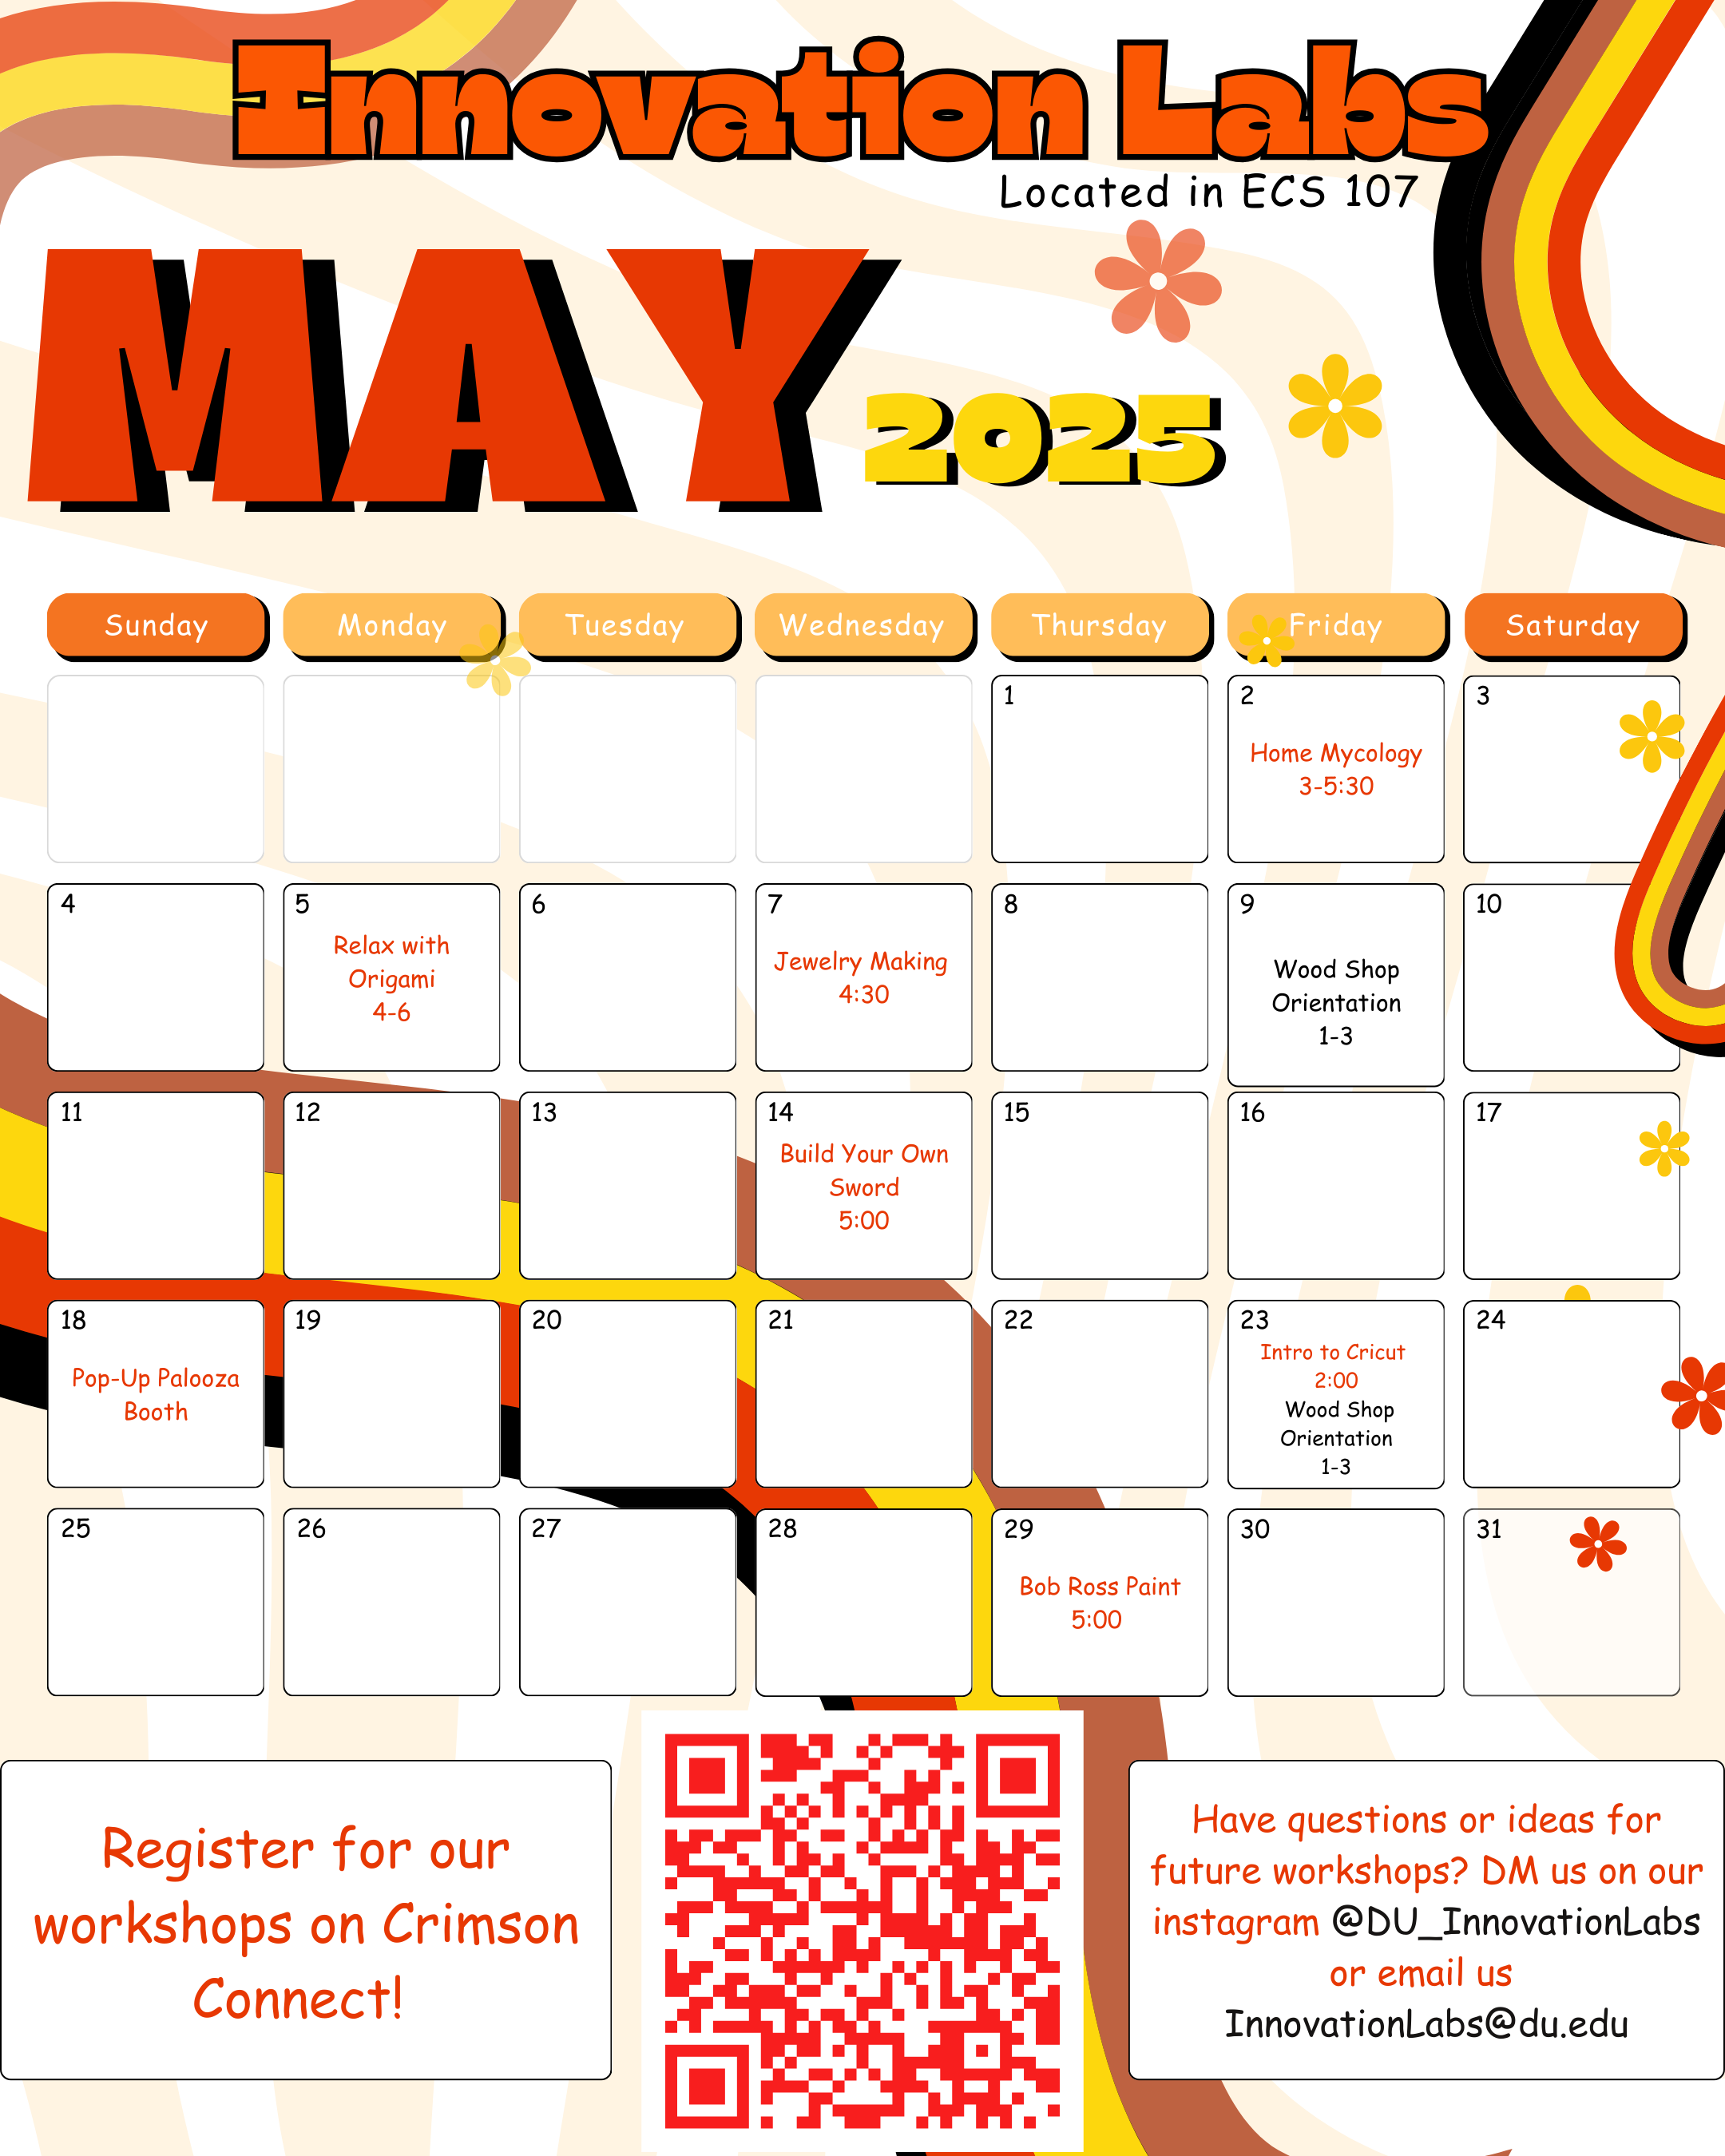 Innovation Labs
Located in ECS 107
MAY 2025
Sunday Monday Tuesday Wednesday Thursday Friday Saturday
1
2
Home Mycology
3-5:30
3
4
5
Relax with
Origami
4-6
6
7
Jewelry Making
4:30
8
9
Wood Shop
Orientation
1-3
10
11
12
13
14
Build Your Own
Sword
5:00
15
16
17
18
Pop-Up Palooza
Booth
19
20
21
22
23
Intro to Cricut
2:00
Wood Shop
Orientation
1-3
24
25
26
27
28
29
Bob Ross Paint
5:00
30
31
Register for our
workshops on Crimson
Connect!
Have questions or ideas for
future workshops? DM us on our
instagram @DU_InnovationLabs
or email us
InnovationLabs@du.edu